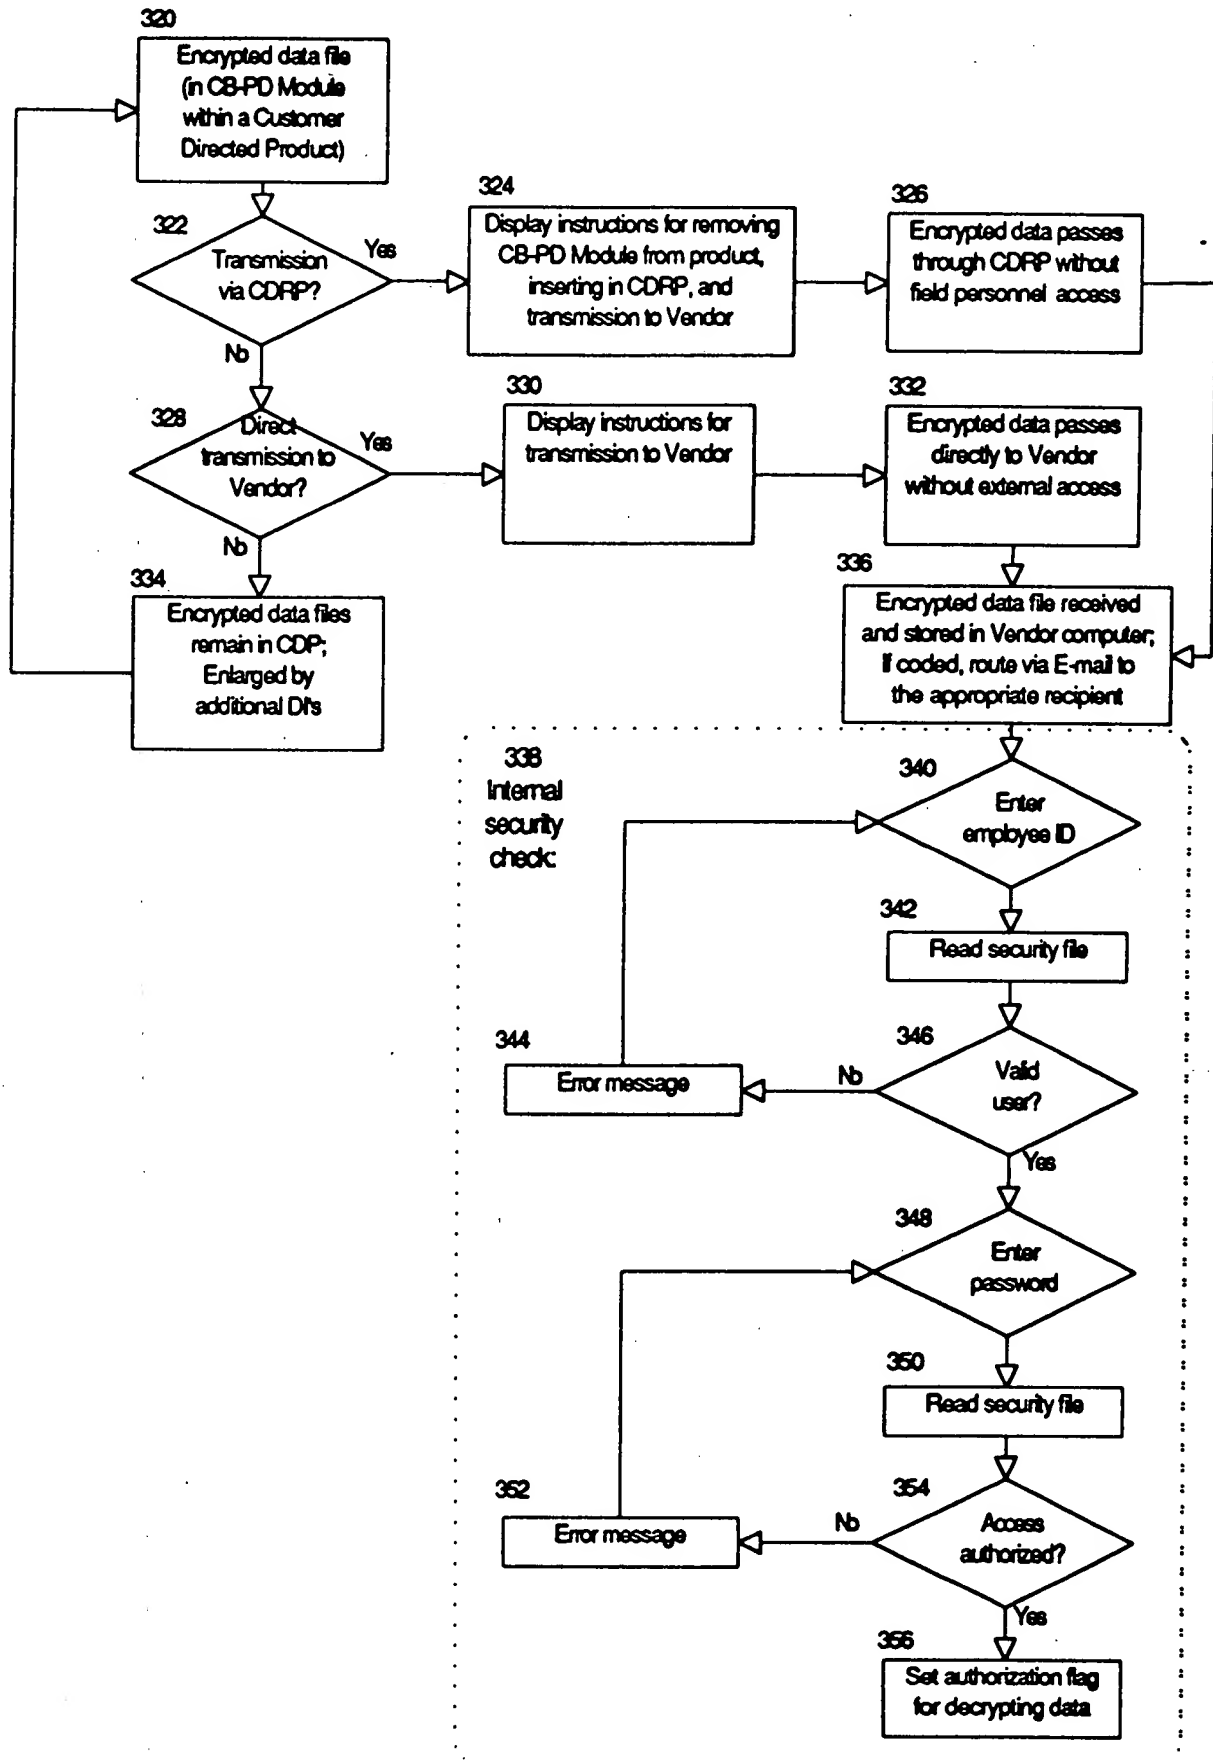 320
Encrypted data file
(in CB-PD Module
within a Customer
Directed Product)
322
Transmission
via CDRP?
Yes
No
324
Display instructions for removing
CB-PD Module from product,
inserting in CDRP, and
transmission to Vendor
326
Encrypted data passes
through CDRP without
field personnel access
328
Direct
transmission to
Vendor?
Yes
No
330
Display instructions for
transmission to Vendor
332
Encrypted data passes
directly to Vendor
without external access
334
Encrypted data files
remain in CDP;
Enlarged by
additional DI's
336
Encrypted data file received
and stored in Vendor computer;
If coded, route via E-mail to
the appropriate recipient
338
Internal
security
check:
340
Enter
employee ID
342
Read security file
344
Error message
346
Valid
user?
No
Yes
348
Enter
password
350
Read security file
352
Error message
354
Access
authorized?
No
Yes
356
Set authorization flag
for decrypting data